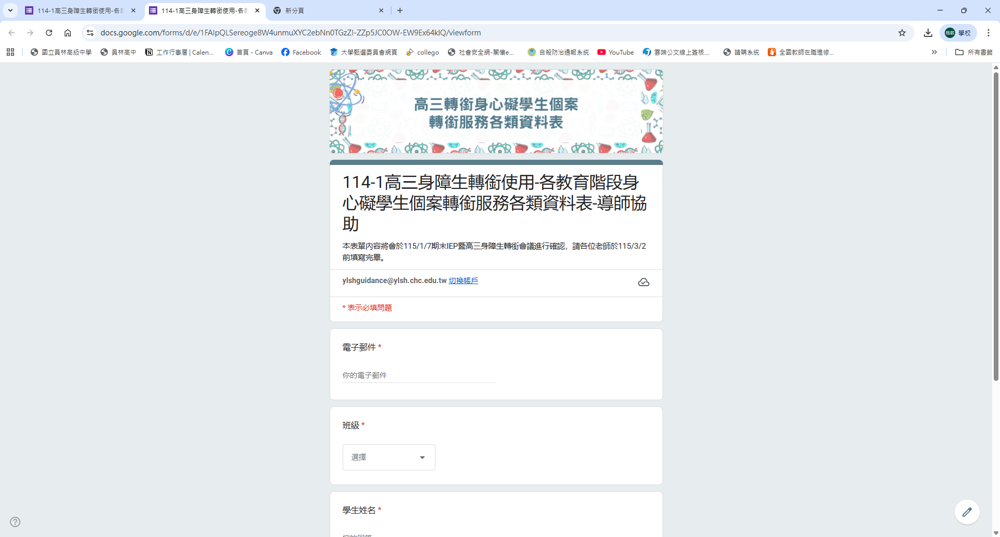 114-1高三身障生轉銜使用-各教
114-1高三身障生轉銜使用-各教
新分頁
docs.google.com/forms/d/e/1FAIpQLSereoge8W4unmuXYC2ebNn0TGzZI-ZZp5JC0OW-EW9Ex64kIQ/viewform
楷叡 學校
國立員林高級中學
員林高中
工作行事曆 | Calen...
首頁 - Canva
Facebook
大學甄選委員會網頁
collego
社會安全網-關懷e...
自殺防治通報系統
YouTube
雲端公文線上簽核...
請購系統
全國教師在職進修...
所有書籤
高三轉銜身心礙學生個案
轉銜服務各類資料表
114-1高三身障生轉銜使用-各教育階段身
心礙學生個案轉銜服務各類資料表-導師協
助
本表單內容將會於115/1/7期末IEP暨高三身障生轉銜會議進行確認，請各位老師於115/3/2
前填寫完畢。
ylshguidance@ylsh.chc.edu.tw 切換帳戶
* 表示必填問題
電子郵件 *
你的電子郵件
班級 *
選擇
學生姓名 *